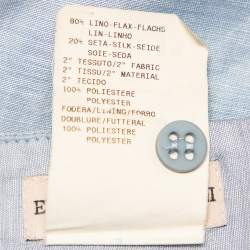 80% LINO-FLAX-FLACHS
LIN-LINHO
20% SETA-SILK-SEIDE
SOIE-SEDA
2° TESSUTO/2° FABRIC
2° TISSU/2° MATERIAL
2° TECIDO
100% POLIESTERE
POLYESTER
FODERA/LINING/FORRO
DOUBLURE/FUTTERAL
100% POLIESTERE
POLYESTER
E
I